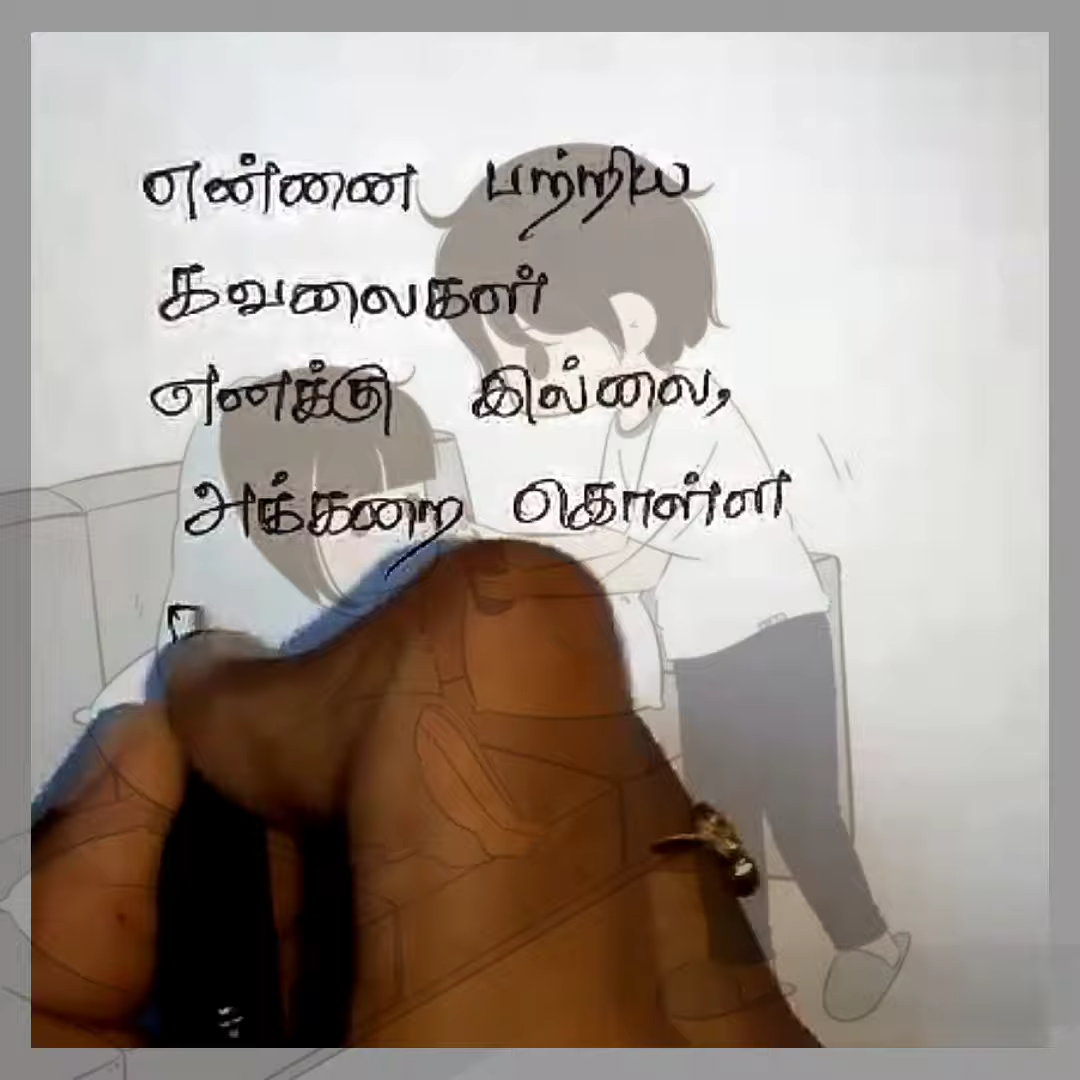 என்னை பற்றிய
கவலைகள்
எனக்கு இல்லை,
அக்கறை கொள்ள